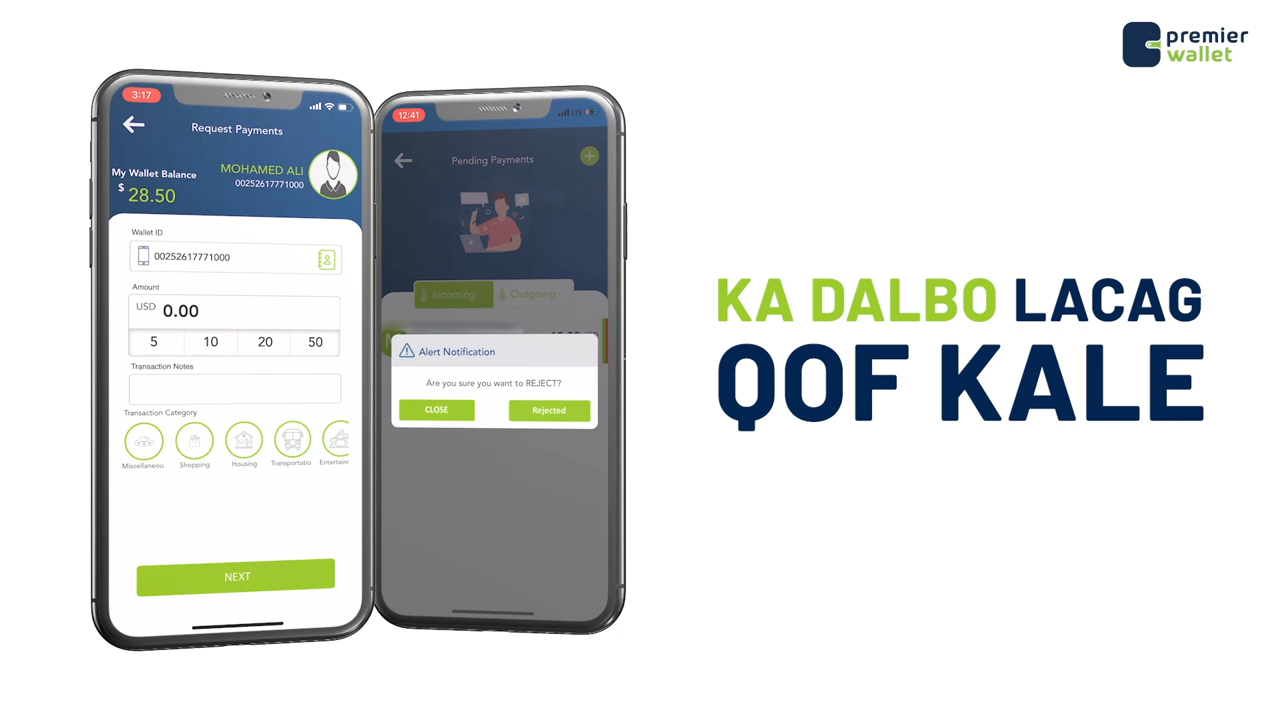 premier
wallet
3:17
Request Payments
My Wallet Balance
$ 28.50
MOHAMED ALI
00252617771000
Wallet ID
00252617771000
Amount
USD 0.00
5 10 20 50
Transaction Notes
Transaction Category
Miscellaneou Shopping Housing Transportatio Entertainn
NEXT
12:41
LTE
Pending Payments
Incoming Outgoing
Alert Notification
Are you sure you want to REJECT?
CLOSE Rejected
KA DALBO LACAG
QOF KALE